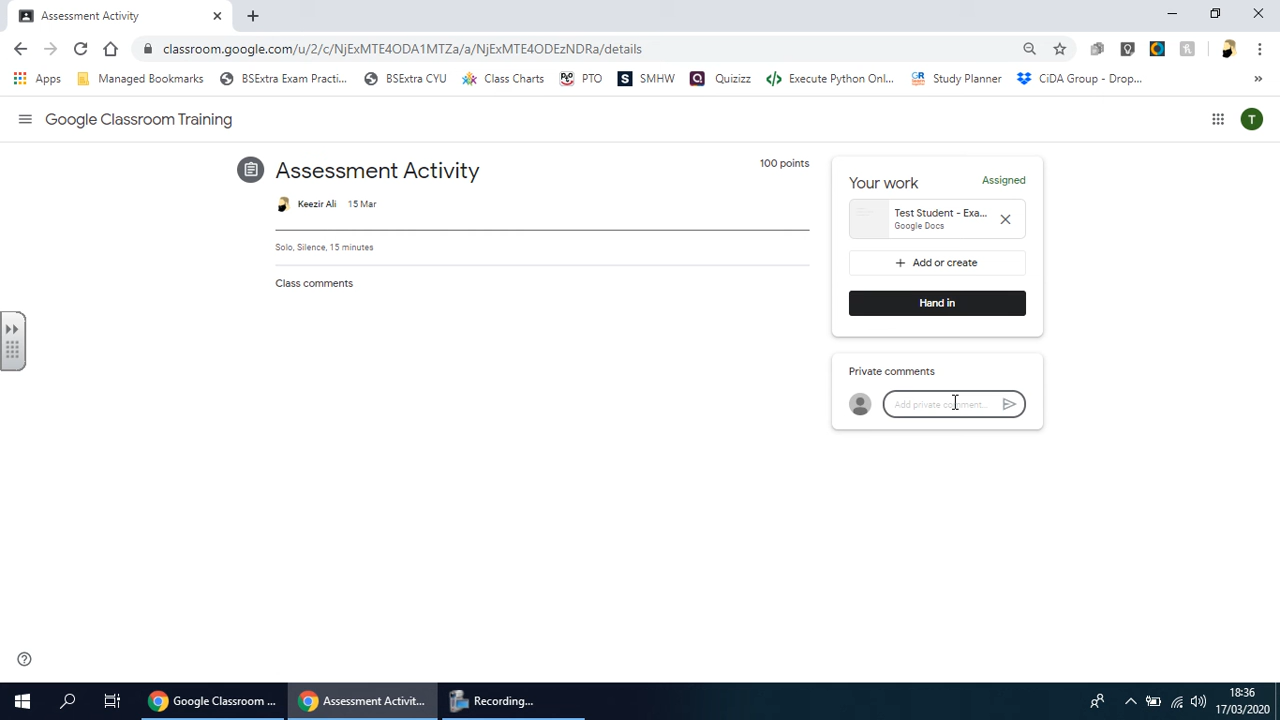 Assessment Activity
classroom.google.com/u/2/c/NjExMTE4ODA1MTZa/a/NjExMTE4ODEzNDRa/details
Apps Managed Bookmarks BSExtra Exam Practi... BSExtra CYU Class Charts PTO SMHW Quizizz Execute Python Onl... Study Planner CiDA Group - Drop... »
Google Classroom Training
T
Assessment Activity
100 points
Keezir Ali 15 Mar
Solo, Silence, 15 minutes
Class comments
Your work Assigned
Test Student - Exa...
Google Docs
+ Add or create
Hand in
Private comments
Add private comment...
Google Classroom ... Assessment Activit... Recording...
18:36
17/03/2020